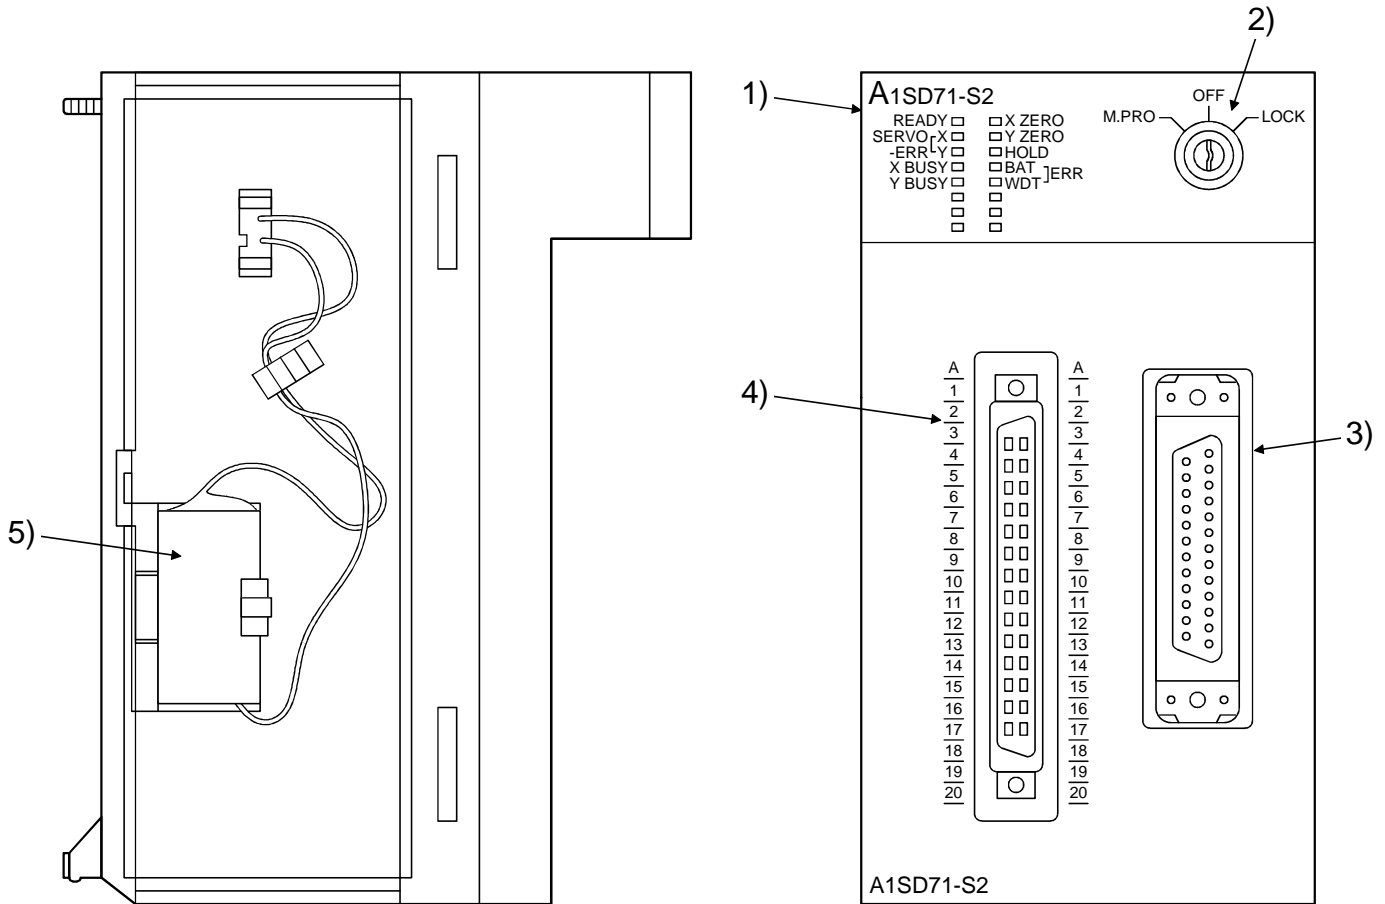 2)
1)
A1SD71-S2
OFF
M.PRO
LOCK
READY
X ZERO
SERVO X
Y ZERO
-ERR Y
HOLD
X BUSY
BAT
ERR
Y BUSY
WDT
A
A
1
1
4)
2
2
3
3
3)
4
4
5
5
6
6
7
7
5)
8
8
9
9
10
10
11
11
12
12
13
13
14
14
15
15
16
16
17
17
18
18
19
19
20
20
A1SD71-S2